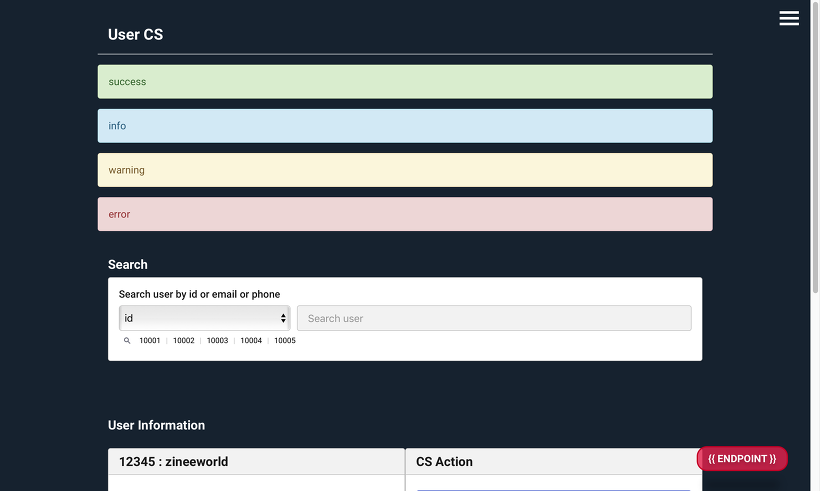 User CS
success
info
warning
error
Search
Search user by id or email or phone
id
Search user
10001 | 10002 | 10003 | 10004 | 10005
User Information
12345 : zineeworld
CS Action
{{ ENDPOINT }}